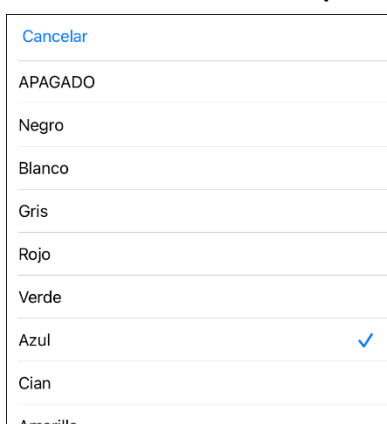 Cancelar
APAGADO
Negro
Blanco
Gris
Rojo
Verde
Azul
Cian